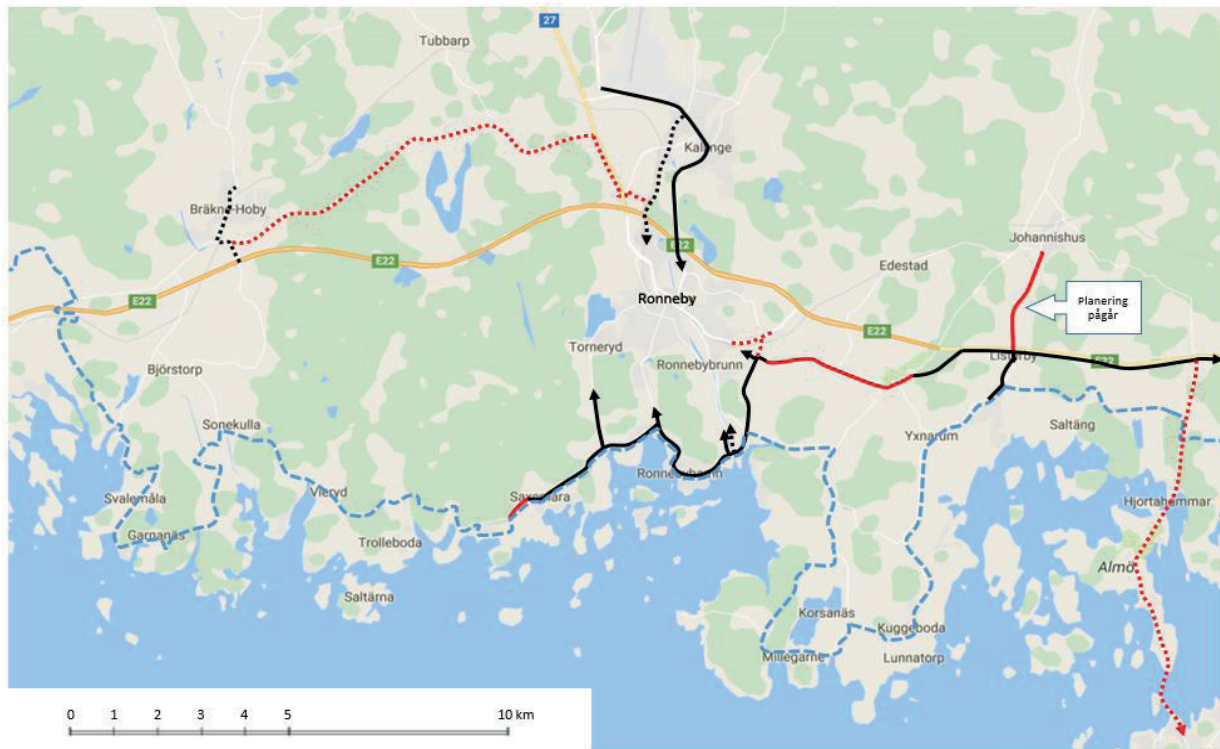 27
Tubbarp
Kallinge
Bräkne-Hoby
Johannishus
E22
E22
Edestad
E22
Ronneby
Planering
pågår
E22
Torneryd
Ronnebybrunn
Listerby
E22
Björstorp
Sonekulla
Yxnarum
Saltäng
Svalemåla
Vieryd
Saxemara
Ronnebyhamn
Hjortahammar
Garnanäs
Trolleboda
Almö
Saltärna
Korsanäs
Kuggeboda
Millegarne
Lunnatorp
0 1 2 3 4 5 10 km